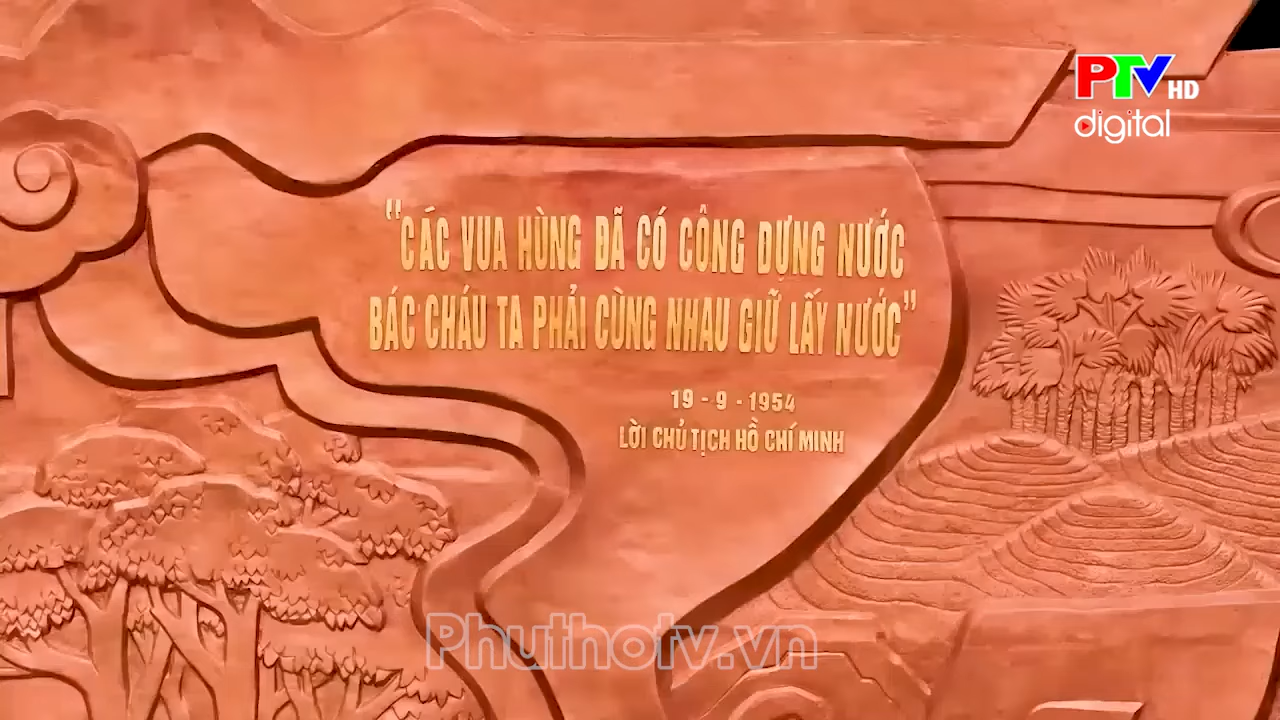 PTV HD
digital
"CÁC VUA HÙNG ĐÃ CÓ CÔNG DỰNG NƯỚC
BÁC CHÁU TA PHẢI CÙNG NHAU GIỮ LẤY NƯỚC"
19 - 9 - 1954
LỜI CHỦ TỊCH HỒ CHÍ MINH
Phuthotv.vn